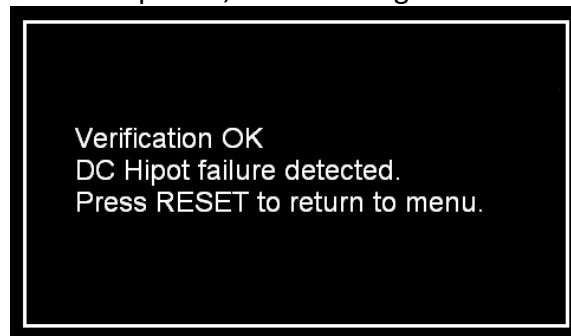 Verification OK
DC Hipot failure detected.
Press RESET to return to menu.